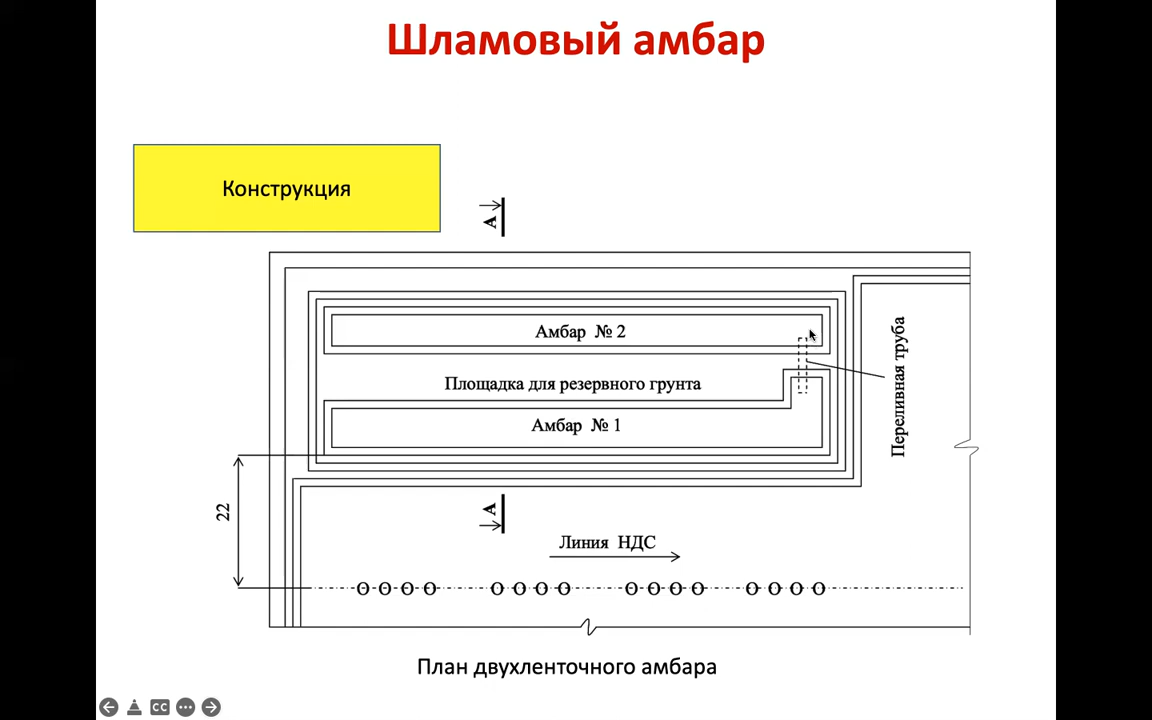 Шламовый амбар
Конструкция
А
Амбар № 2
Переливная труба
Площадка для резервного грунта
Амбар № 1
22
А
Линия НДС
О О О О О О О О О О О О О О О О
План двухленточного амбара
CC